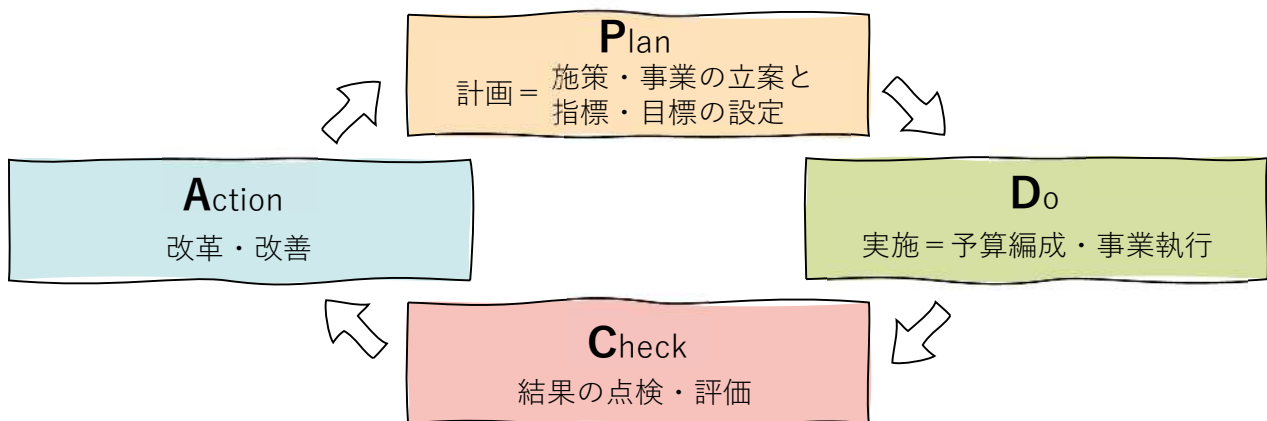 Plan
計画＝ 施策・事業の立案と
指標・目標の設定
Action
改革・改善
Do
実施＝予算編成・事業執行
Check
結果の点検・評価